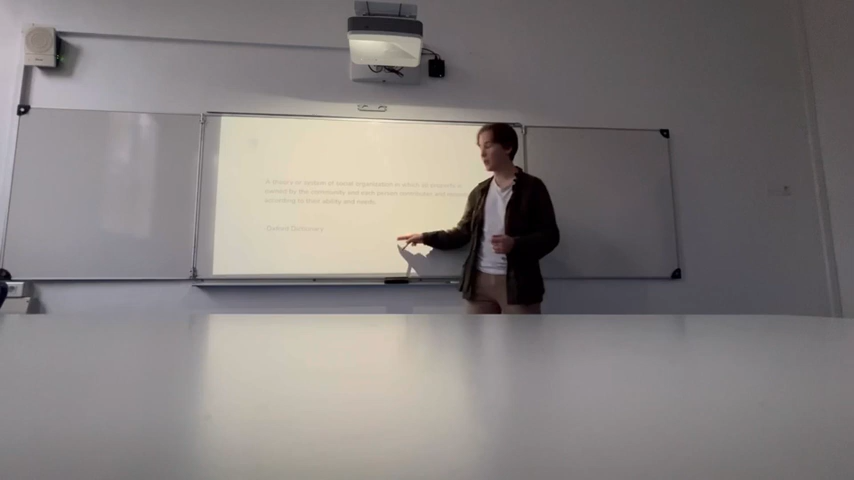 A theory or system of social organization in which all property is
owned by the community and each person contributes and receives
according to their ability and needs.
Oxford Dictionary